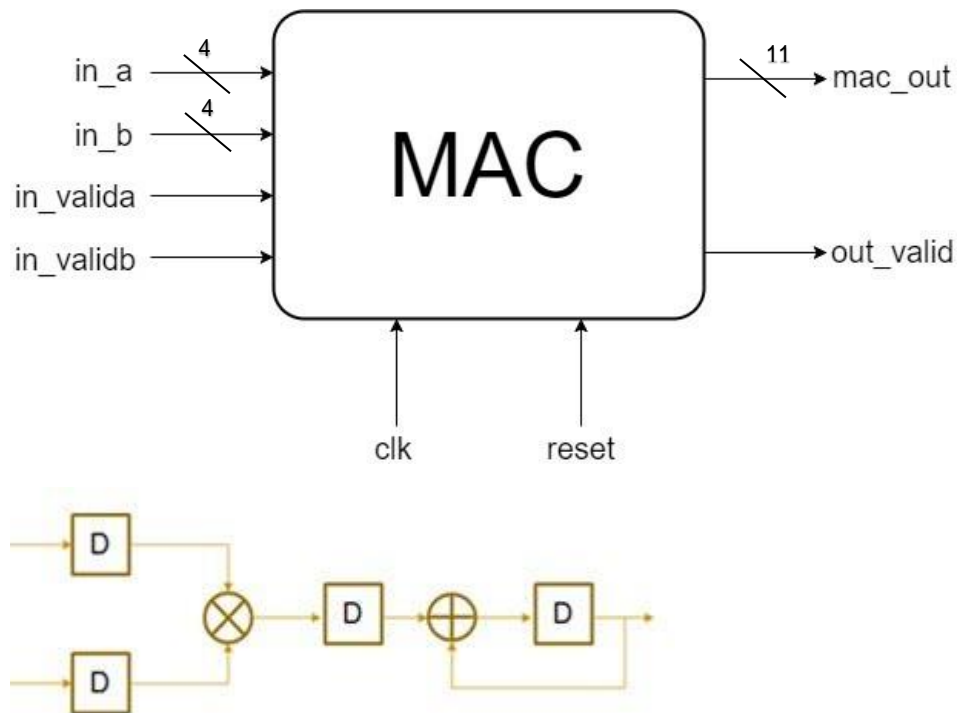 4
in_a
11
mac_out
4
in_b
MAC
in_valida
in_validb
out_valid
clk
reset
D
D
D
D